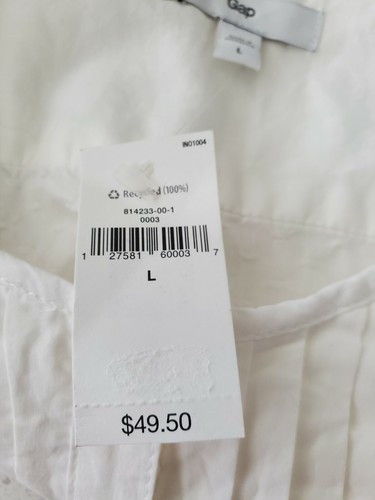 Gap
L
IN01004
Recycled (100%)
814233-00-1
0003
1 27581 60003 7
L
$49.50